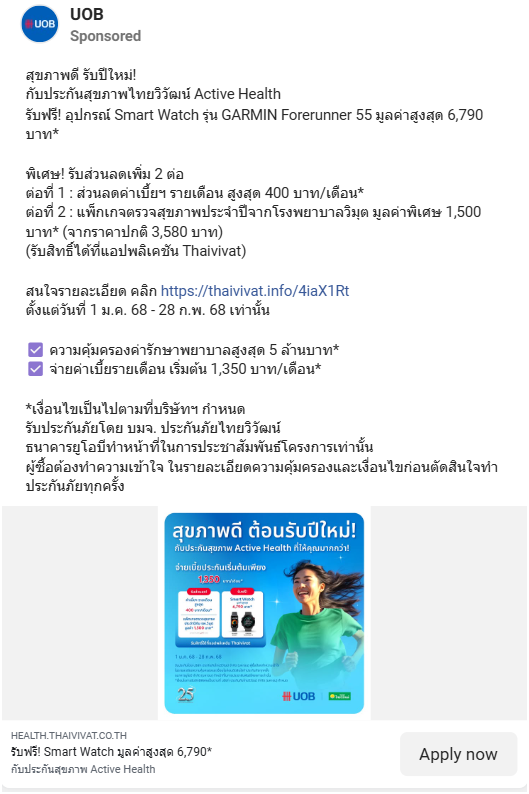 UOB
UOB
Sponsored
สุขภาพดี รับปีใหม่!
กับประกันสุขภาพไทยวิวัฒน์ Active Health
รับฟรี! อุปกรณ์ Smart Watch รุ่น GARMIN Forerunner 55 มูลค่าสูงสุด 6,790
บาท*
พิเศษ! รับส่วนลดเพิ่ม 2 ต่อ
ต่อที่ 1 : ส่วนลดค่าเบี้ยฯ รายเดือน สูงสุด 400 บาท/เดือน*
ต่อที่ 2 : แพ็กเกจตรวจสุขภาพประจำปีจากโรงพยาบาลวิมุต มูลค่าพิเศษ 1,500
บาท* (จากราคาปกติ 3,580 บาท)
(รับสิทธิ์ได้ที่แอปพลิเคชัน Thaivivat)
สนใจรายละเอียด คลิก https://thaivivat.info/4iaX1Rt
ตั้งแต่วันที่ 1 ม.ค. 68 - 28 ก.พ. 68 เท่านั้น
ความคุ้มครองค่ารักษาพยาบาลสูงสุด 5 ล้านบาท*
จ่ายค่าเบี้ยรายเดือน เริ่มต้น 1,350 บาท/เดือน*
*เงื่อนไขเป็นไปตามที่บริษัทฯ กำหนด
รับประกันภัยโดย บมจ. ประกันภัยไทยวิวัฒน์
ธนาคารยูโอบีทำหน้าที่ในการประชาสัมพันธ์โครงการเท่านั้น
ผู้ซื้อต้องทำความเข้าใจ ในรายละเอียดความคุ้มครองและเงื่อนไขก่อนตัดสินใจทำ
ประกันภัยทุกครั้ง
สุขภาพดี ต้อนรับปีใหม่!
กับประกันสุขภาพ Active Health ที่ให้คุณมากกว่า!
จ่ายเบี้ยประกันเริ่มต้นเพียง
1,350
Smart Watch
6,790
400
1 ม.ค. 68 - 28 ก.พ. 68
25
UOB
HEALTH.THAIVIVAT.CO.TH
รับฟรี! Smart Watch มูลค่าสูงสุด 6,790*
กับประกันสุขภาพ Active Health
Apply now